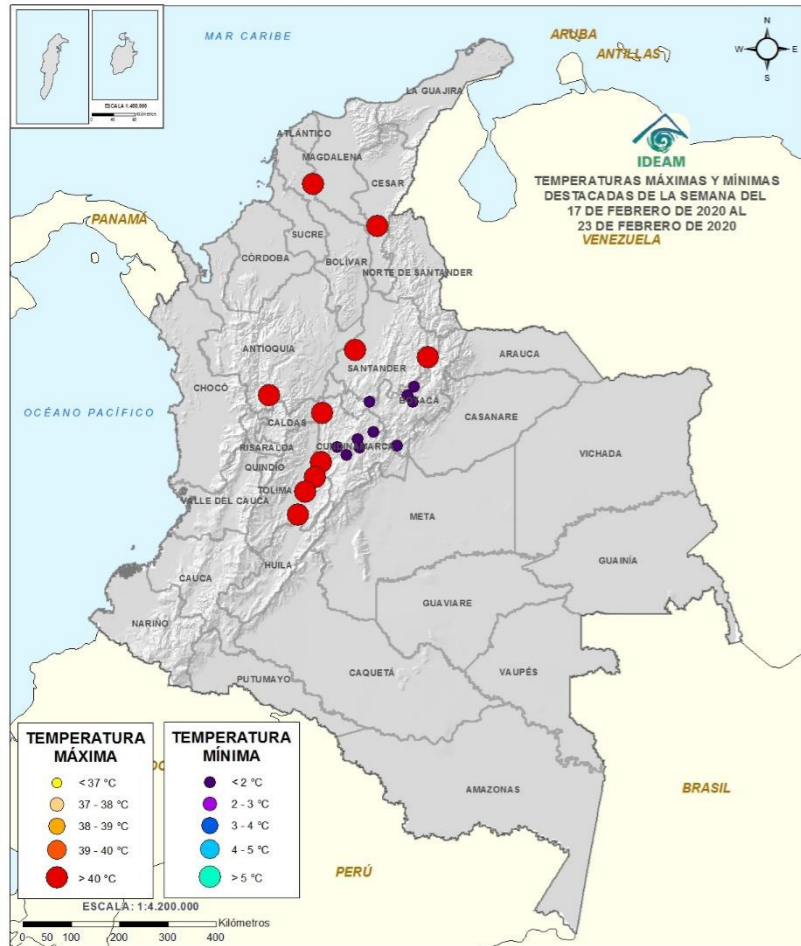 MAR CARIBE
ARUBA
ANTILLAS
N
W E
S
ESCALA 1:400.000
LA GUAJIRA
ATLÁNTICO
MAGDALENA
CESAR
IDEAM
TEMPERATURAS MÁXIMAS Y MÍNIMAS
DESTACADAS DE LA SEMANA DEL
17 DE FEBRERO DE 2020 AL
23 DE FEBRERO DE 2020
VENEZUELA
PANAMÁ
SUCRE
CÓRDOBA
BOLÍVAR
NORTE DE SANTANDER
ANTIOQUIA
SANTANDER
ARAUCA
CHOCÓ
BOYACÁ
OCÉANO PACÍFICO
CALDAS
CASANARE
RISARALDA
CUNDINAMARCA
VICHADA
QUINDÍO
TOLIMA
VALLE DEL CAUCA
META
GUAINÍA
HUILA
CAUCA
GUAVIARE
NARIÑO
CAQUETÁ
VAUPÉS
PUTUMAYO
AMAZONAS
BRASIL
PERÚ
TEMPERATURA
MÁXIMA
< 37 °C
37 - 38 °C
38 - 39 °C
39 - 40 °C
> 40 °C
TEMPERATURA
MÍNIMA
< 2 °C
2 - 3 °C
3 - 4 °C
4 - 5 °C
> 5 °C
ESCALA: 1:4.200.000
Kilómetros
0 50 100 200 300 400